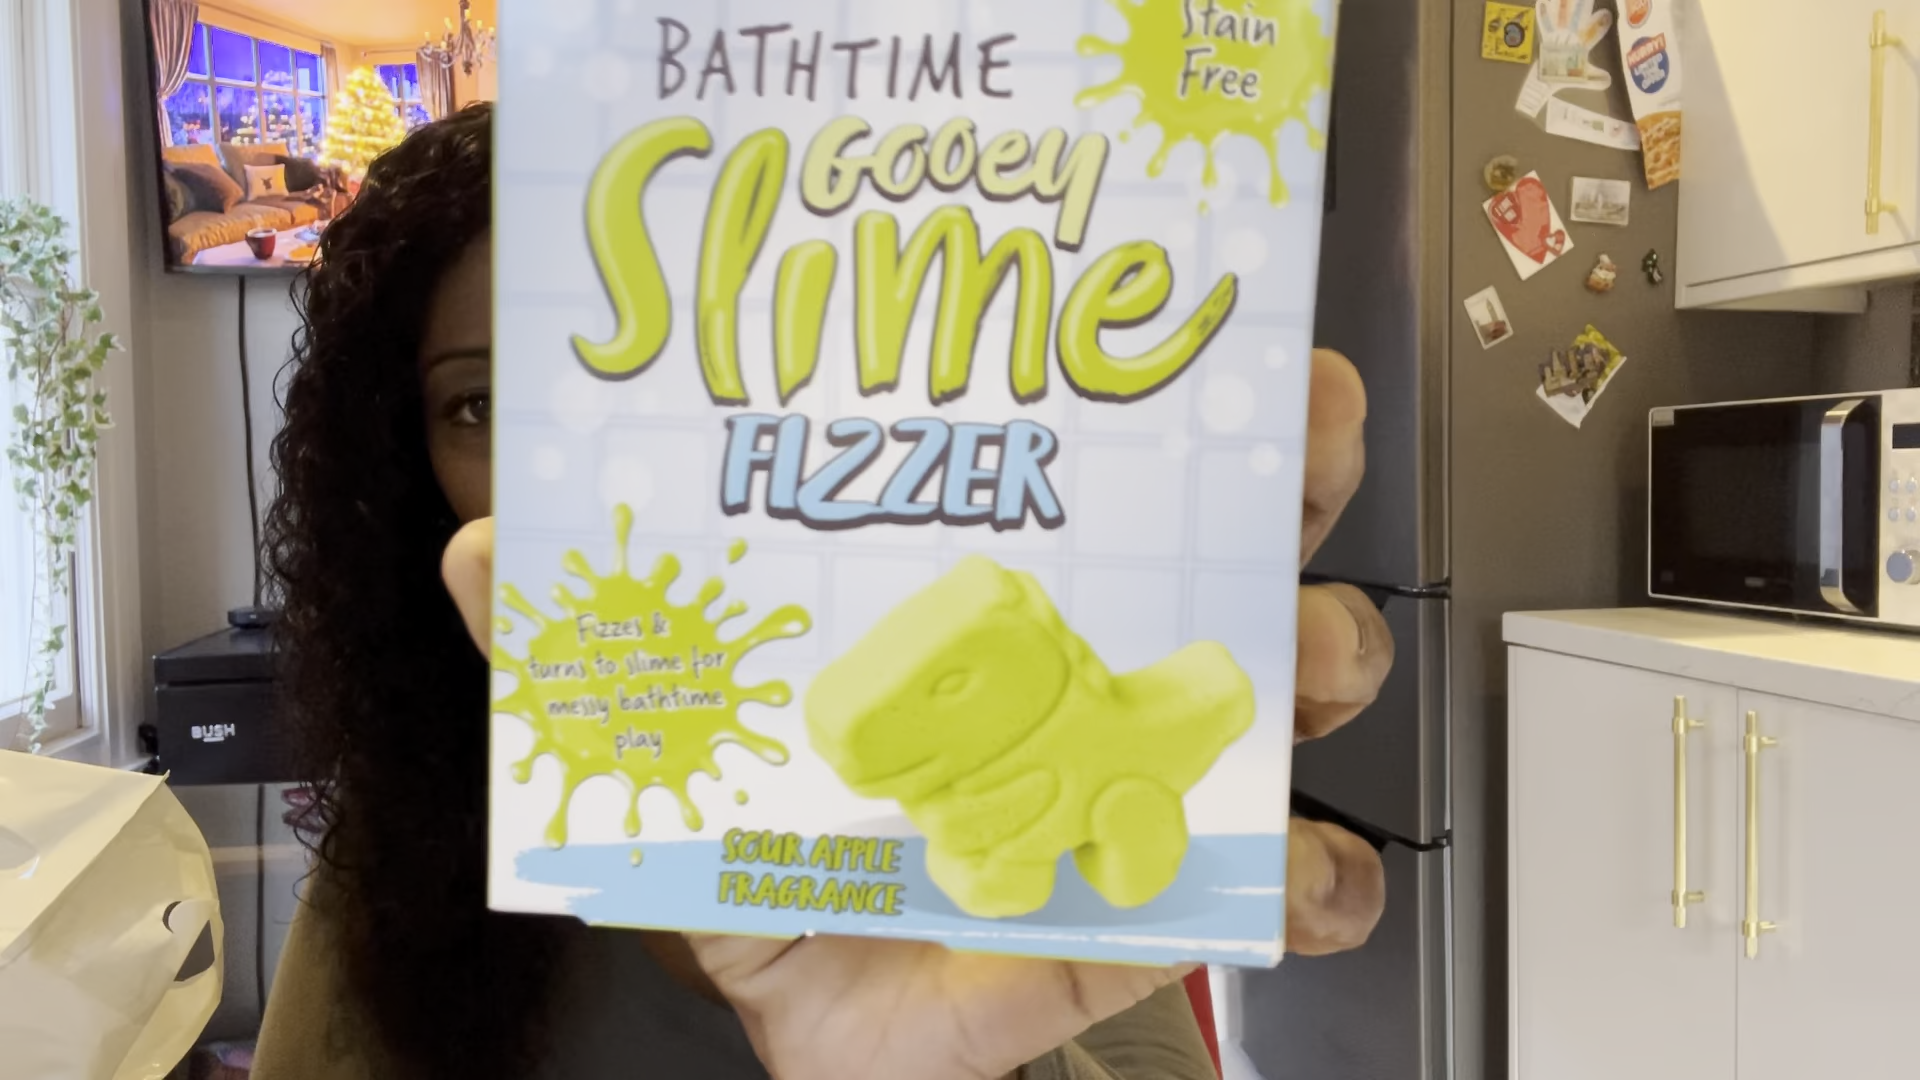 BATHTIME
GOOEY
Slime
FIZZER
Stain
Free
Fizzes &
turns to slime for
messy bathtime
play
SOUR APPLE
FRAGRANCE
BUSH